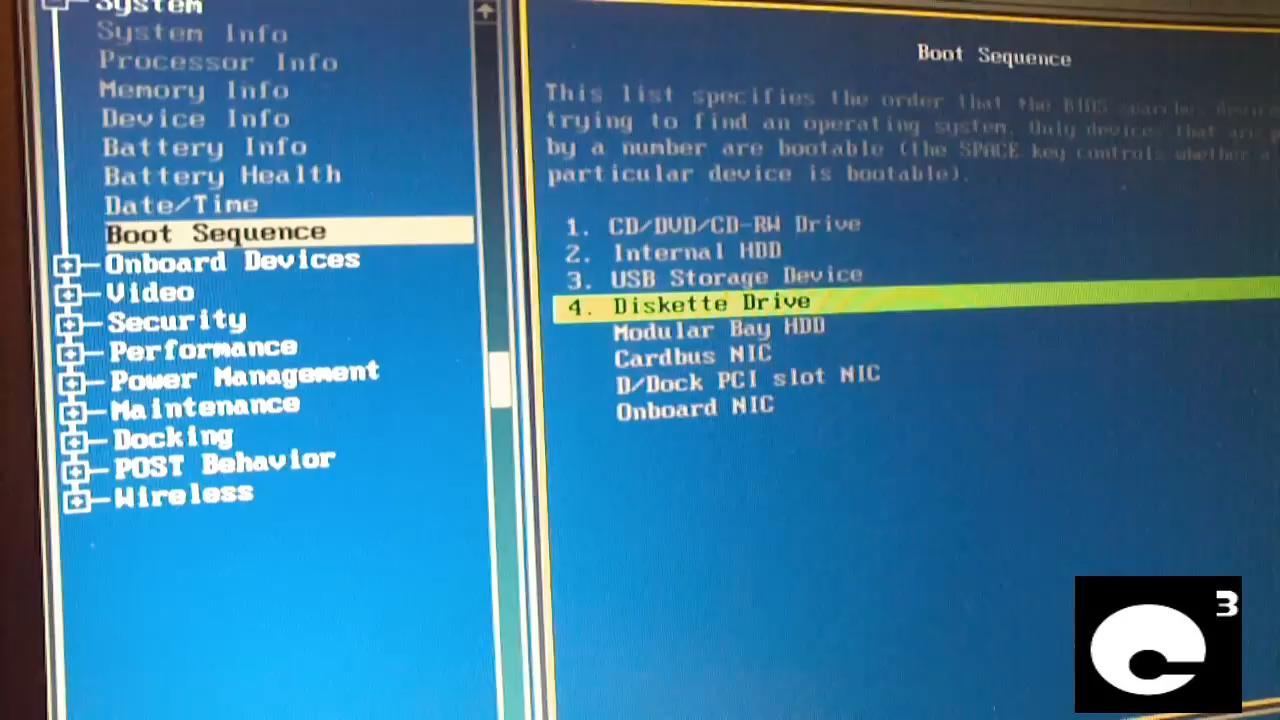 System
System Info
Processor Info
Memory Info
Device Info
Battery Info
Battery Health
Date/Time
Boot Sequence
Onboard Devices
Video
Security
Performance
Power Management
Maintenance
Docking
POST Behavior
Wireless
Boot Sequence
This list specifies the order that the BIOS searches
trying to find an operating system. Only devices that are
by a number are bootable (the SPACE key controls whether a
particular device is bootable).
1. CD/DVD/CD-RW Drive
2. Internal HDD
3. USB Storage Device
4. Diskette Drive
Modular Bay HDD
Cardbus NIC
D/Dock PCI slot NIC
Onboard NIC
3